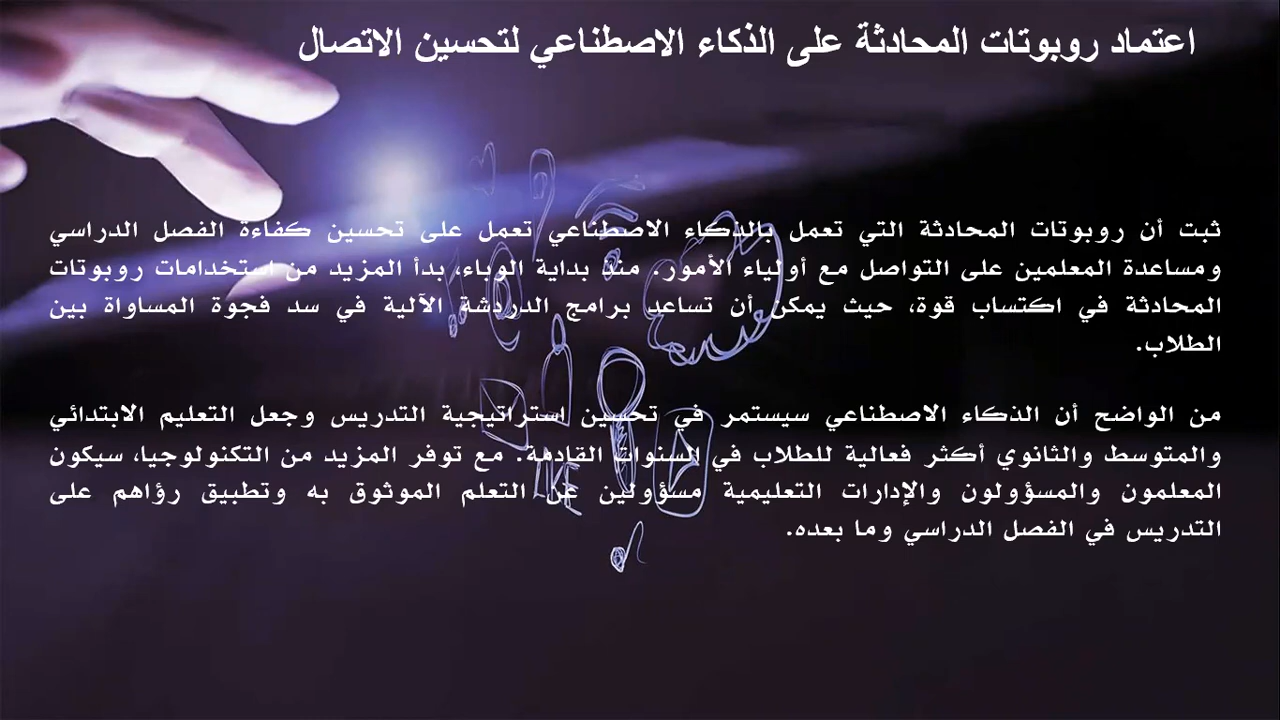 اعتماد روبوتات المحادثة على الذكاء الاصطناعي لتحسين الاتصال
ثبت أن روبوتات المحادثة التي تعمل بالذكاء الاصطناعي تعمل على تحسين كفاءة الفصل الدراسي
ومساعدة المعلمين على التواصل مع أولياء الأمور. منذ بداية الوباء، بدأ المزيد من استخدامات روبوتات
المحادثة في اكتساب قوة، حيث يمكن أن تساعد برامج الدردشة الآلية في سد فجوة المساواة بين
الطلاب.
من الواضح أن الذكاء الاصطناعي سيستمر في تحسين استراتيجية التدريس وجعل التعليم الابتدائي
والمتوسط والثانوي أكثر فعالية للطلاب في السنوات القادمة. مع توفر المزيد من التكنولوجيا، سيكون
المعلمون والمسؤولون والإدارات التعليمية مسؤولين عن التعلم الموثوق به وتطبيق رؤاهم على
التدريس في الفصل الدراسي وما بعده.